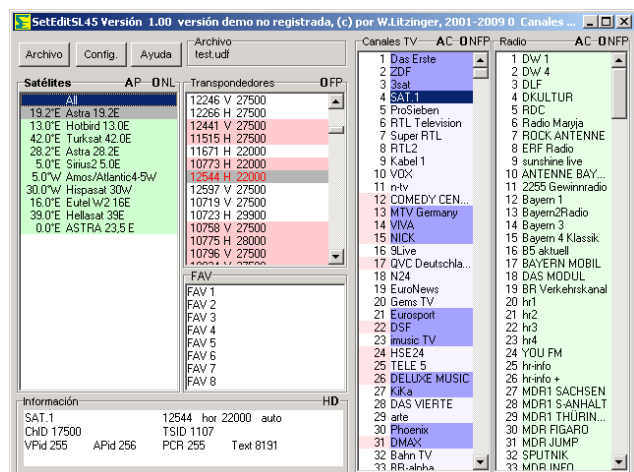 SetEditSL45 Versión 1.00 versión demo no registrada, (c) por W.Litzinger, 2001-2009 0 Canales ...
Archivo
Config.
Ayuda
Archivo
test.udf
Satélites AP ONL
All
19.2°E Astra 19.2E
13.0°E Hotbird 13.0E
42.0°E Turksat 42.0E
28.2°E Astra 28.2E
5.0°E Sirius2 5.0E
5.0°W Amos/Atlantic4-5W
30.0°W Hispasat 30W
16.0°E Eutel W2 16E
39.0°E Hellasat 39E
0.0°E ASTRA 23,5 E
Transpondedores OFP
12246 V 27500
12266 H 27500
12441 V 27500
11515 H 27500
11671 H 22000
10773 H 22000
12544 H 22000
12597 V 27500
10719 V 27500
10723 H 29900
10758 V 27500
10775 H 28000
10796 V 27500
FAV
FAV 1
FAV 2
FAV 3
FAV 4
FAV 5
FAV 6
FAV 7
FAV 8
Canales TV AC ONFP
1 Das Erste
2 ZDF
3 3sat
4 SAT.1
5 ProSieben
6 RTL Television
7 Super RTL
8 RTL2
9 Kabel 1
10 VOX
11 n-tv
12 COMEDY CEN...
13 MTV Germany
14 VIVA
15 NICK
16 9Live
17 QVC Deutschla...
18 N24
19 EuroNews
20 Gems TV
21 Eurosport
22 DSF
23 imusic TV
24 HSE24
25 TELE 5
26 DELUXE MUSIC
27 KiKa
28 DAS VIERTE
29 arte
30 Phoenix
31 DMAX
32 Bahn TV
33 BR-alpha
Radio AC ONFP
1 DW 1
2 DW 4
3 DLF
4 DKULTUR
5 RDC
6 Radio Maryja
7 ROCK ANTENNE
8 ERF Radio
9 sunshine live
10 ANTENNE BAY...
11 2255 Gewinnradio
12 Bayern 1
13 Bayern2Radio
14 Bayern 3
15 Bayern 4 Klassik
16 B5 aktuell
17 BAYERN MOBIL
18 DAS MODUL
19 BR Verkehrskanal
20 hr1
21 hr2
22 hr3
23 hr4
24 YOU FM
25 hr-info
26 hr-info +
27 MDR1 SACHSEN
28 MDR1 S-ANHALT
29 MDR1 THÜRIN...
30 MDR FIGARO
31 MDR JUMP
32 SPUTNIK
33 MDR INFO
Información HD
SAT.1 12544 hor 22000 auto
ChID 17500 TSID 1107
VPid 255 APid 256 PCR 255 Text 8191